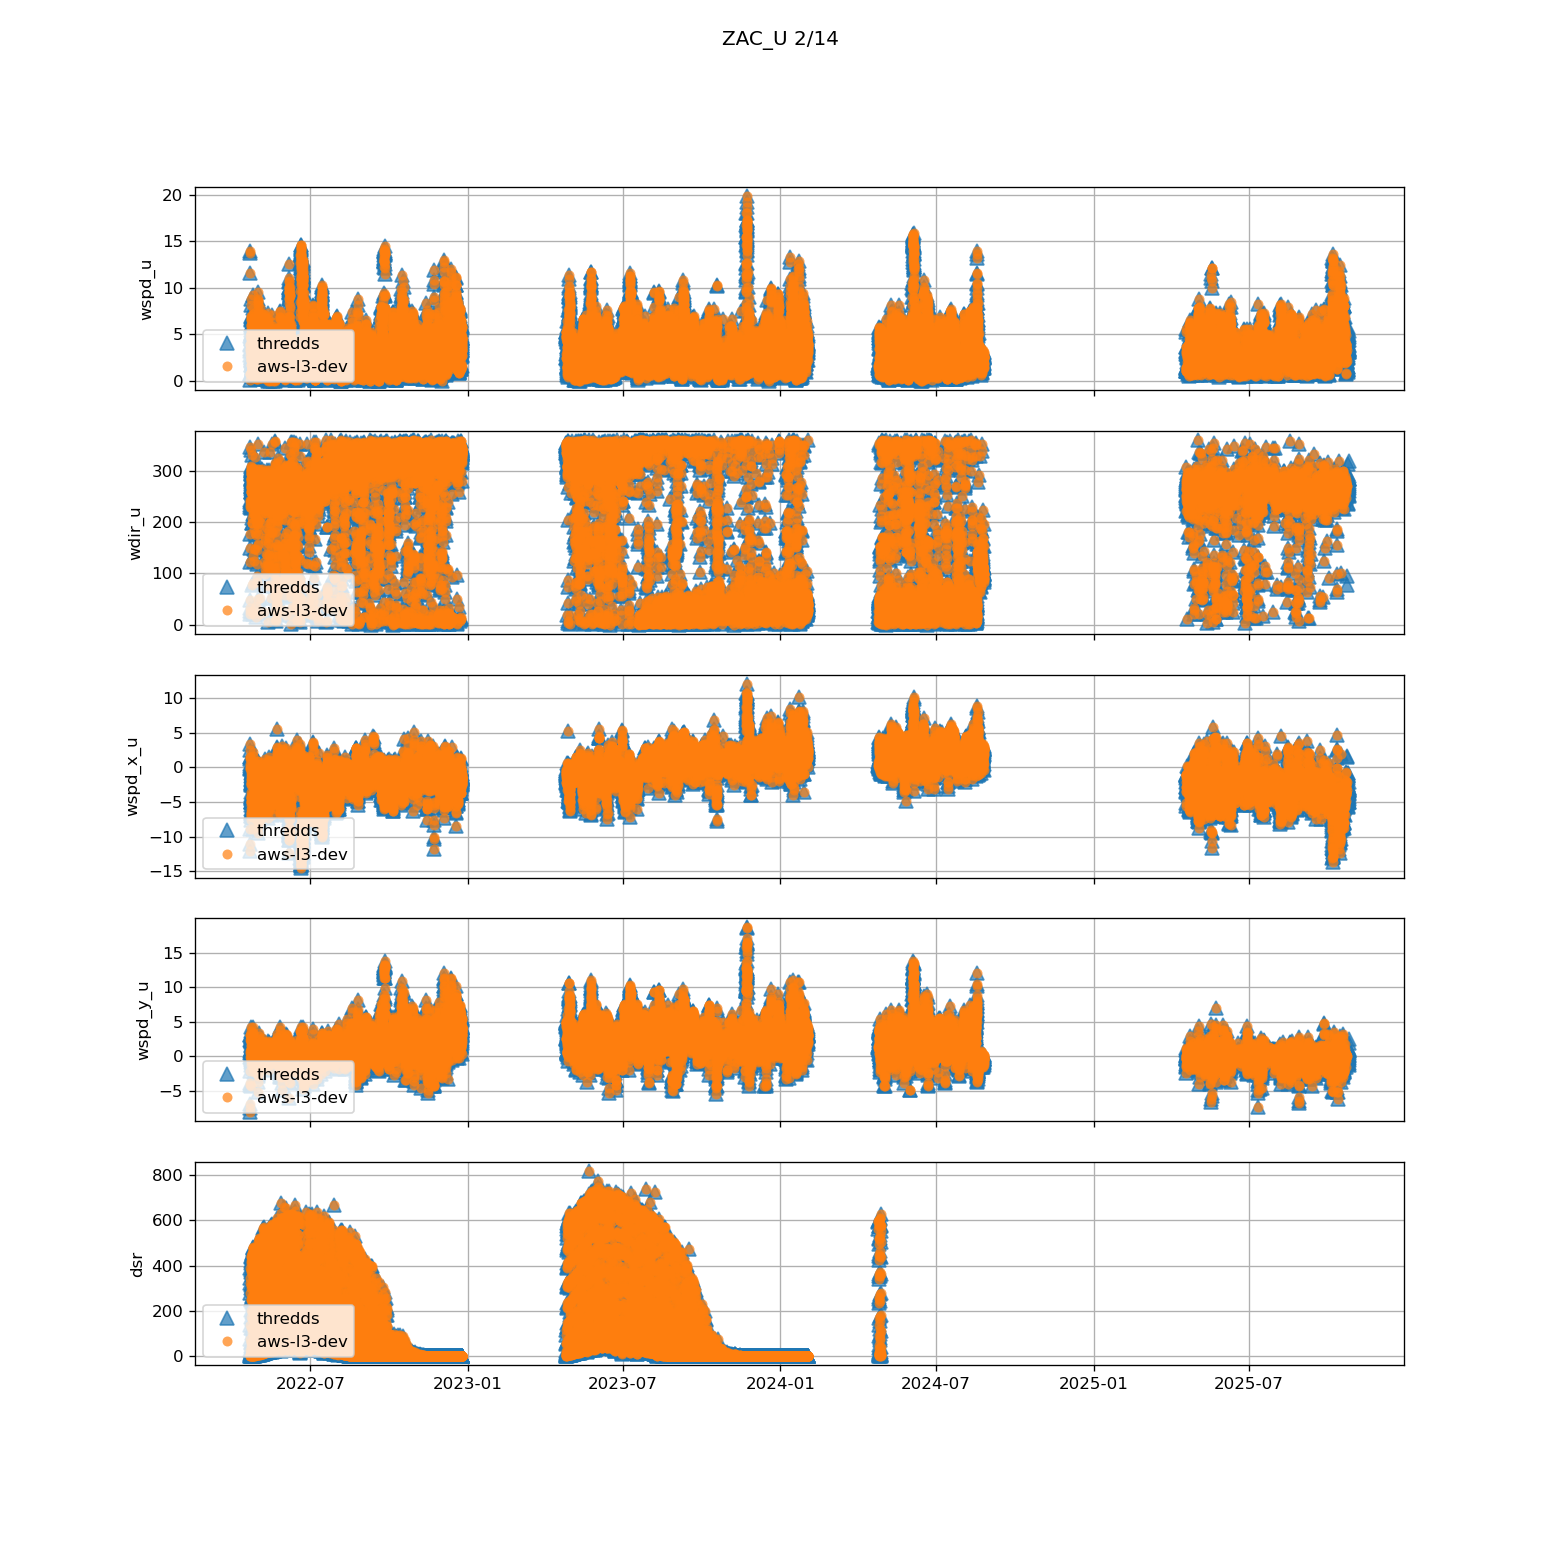 ZAC_U 2/14
wspd_u
20
15
10
5
0
thredds
aws-l3-dev
wdir_u
300
200
100
0
thredds
aws-l3-dev
wspd_x_u
10
5
0
−5
−10
−15
thredds
aws-l3-dev
wspd_y_u
15
10
5
0
−5
thredds
aws-l3-dev
dsr
800
600
400
200
0
thredds
aws-l3-dev
2022-07 2023-01 2023-07 2024-01 2024-07 2025-01 2025-07